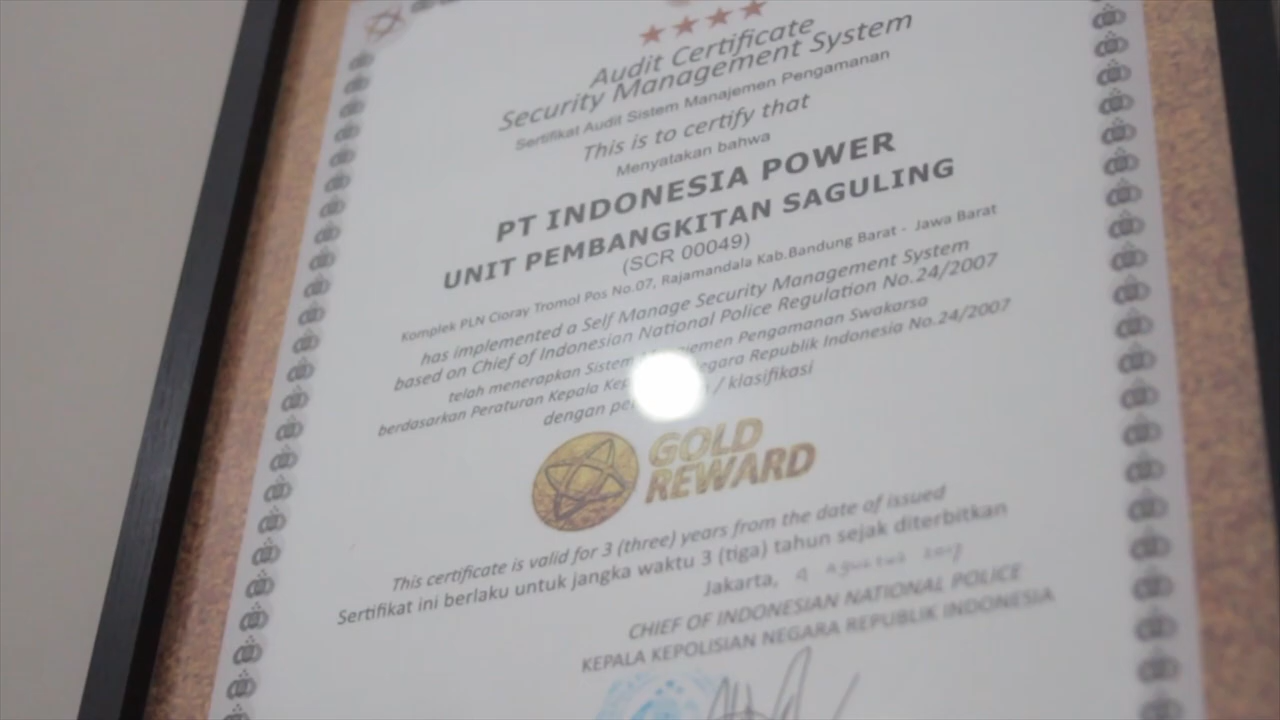 Audit Certificate
Security Management System
Sertifikat Audit Sistem Manajemen Pengamanan
This is to certify that
Menyatakan bahwa
PT INDONESIA POWER
UNIT PEMBANGKITAN SAGULING
(SCR 00049)
Komplek PLN Cioray Tromol Pos No.07, Rajamandala Kab.Bandung Barat - Jawa Barat
has implemented a Self Manage Security Management System
based on Chief of Indonesian National Police Regulation No.24/2007
telah menerapkan Sistem Pengamanan Swakarsa
berdasarkan Peraturan Kepala Republik Indonesia No.24/2007
dengan / klasifikasi
GOLD
REWARD
This certificate is valid for 3 (three) years from the date of issued
Sertifikat ini berlaku untuk jangka waktu 3 (tiga) tahun sejak diterbitkan
Jakarta,
CHIEF OF INDONESIAN NATIONAL POLICE
KEPALA KEPOLISIAN NEGARA REPUBLIK INDONESIA